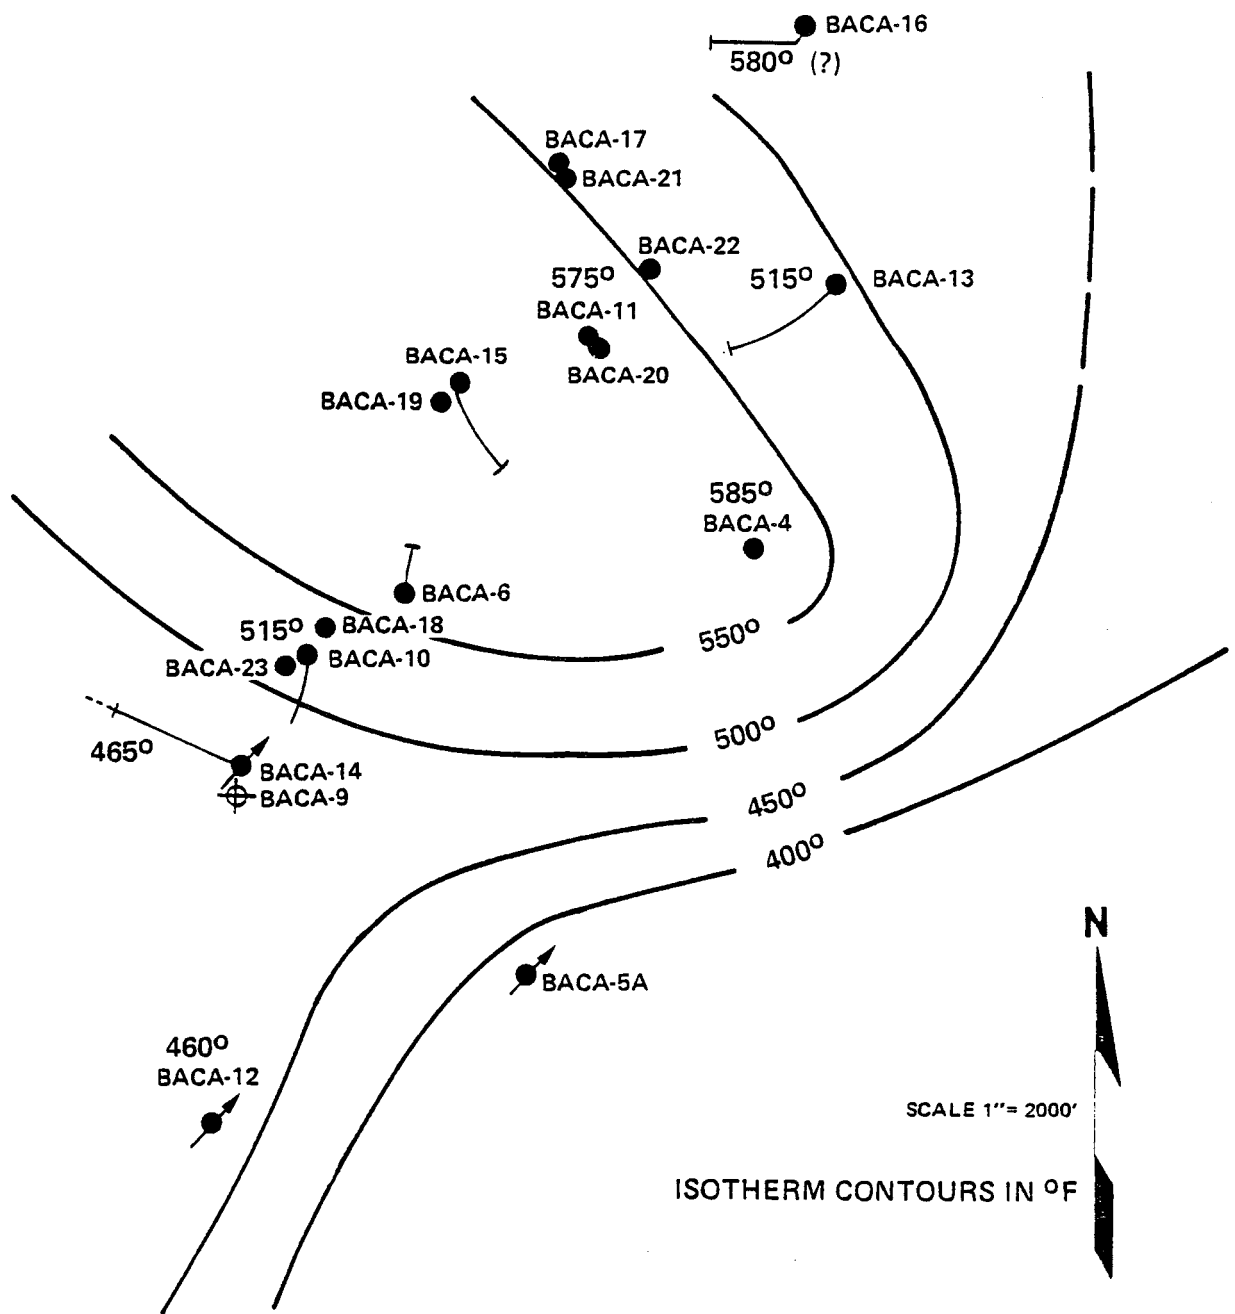 BACA-16
580° (?)
BACA-17
BACA-21
BACA-22
575°
515°
BACA-13
BACA-11
BACA-20
BACA-15
BACA-19
585°
BACA-4
BACA-6
515°
BACA-18
BACA-23
BACA-10
550°
465°
500°
BACA-14
BACA-9
450°
400°
N
BACA-5A
460°
BACA-12
SCALE 1"= 2000'
ISOTHERM CONTOURS IN °F